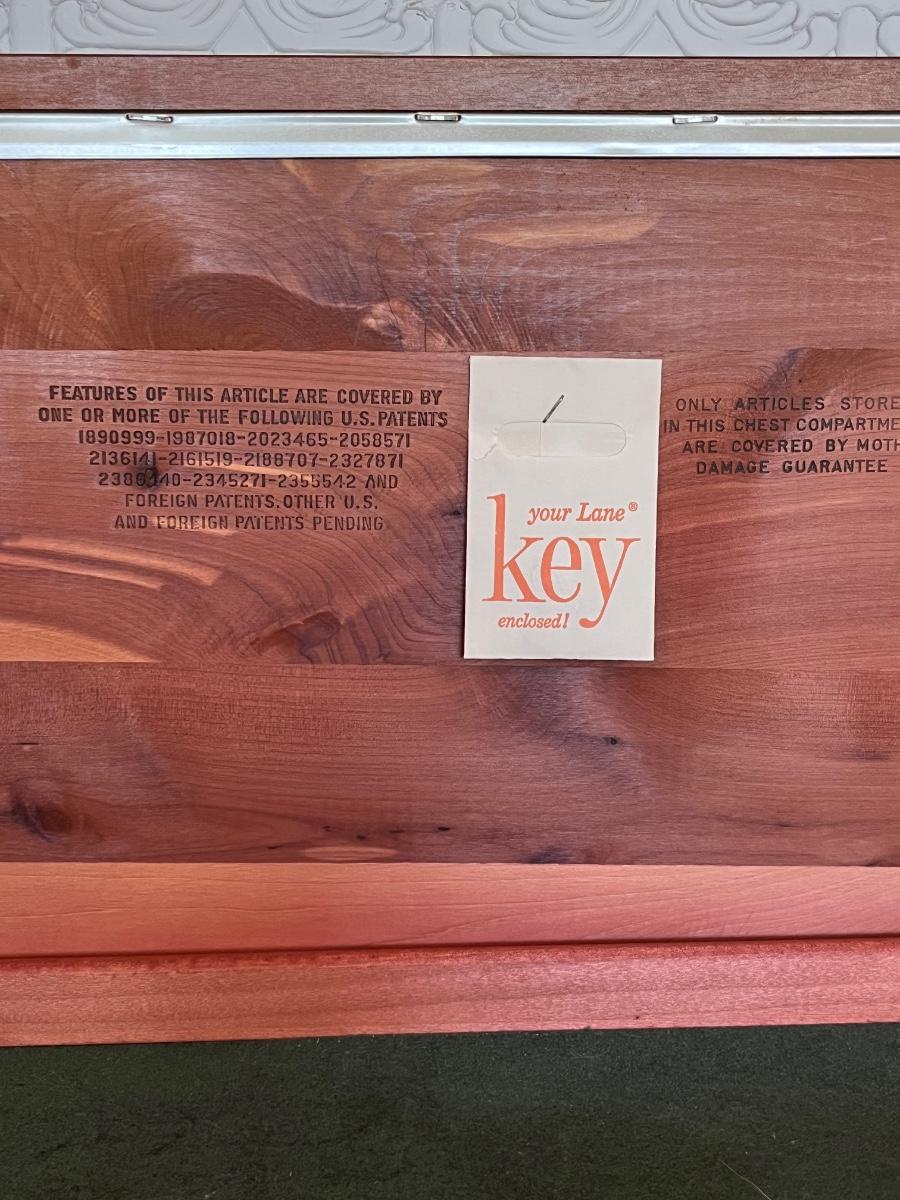 FEATURES OF THIS ARTICLE ARE COVERED BY
ONE OR MORE OF THE FOLLOWING U.S. PATENTS
1890999-1987018-2023465-2058571
2136141-2161519-2188707-2327871
2386140-2345271-2355542 AND
FOREIGN PATENTS, OTHER U.S.
AND FOREIGN PATENTS PENDING
your Lane®
key
enclosed!
ONLY ARTICLES STORE
IN THIS CHEST COMPARTME
ARE COVERED BY MOTH
DAMAGE GUARANTEE